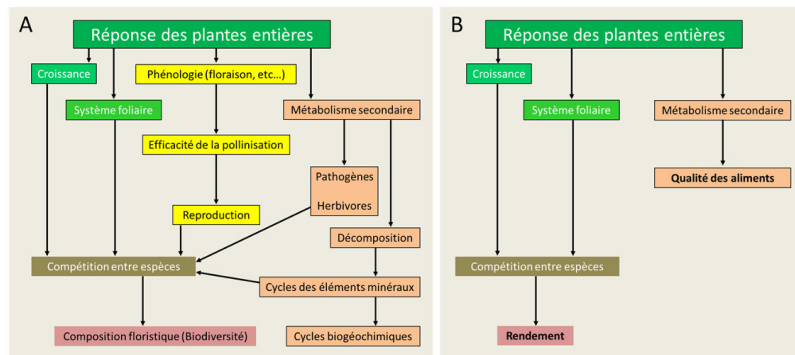 A
Réponse des plantes entières
Croissance
Phénologie (floraison, etc…)
Système foliaire
Métabolisme secondaire
Efficacité de la pollinisation
Pathogènes
Herbivores
Reproduction
Décomposition
Compétition entre espèces
Cycles des éléments minéraux
Composition floristique (Biodiversité)
Cycles biogéochimiques
B
Réponse des plantes entières
Croissance
Système foliaire
Métabolisme secondaire
Qualité des aliments
Compétition entre espèces
Rendement